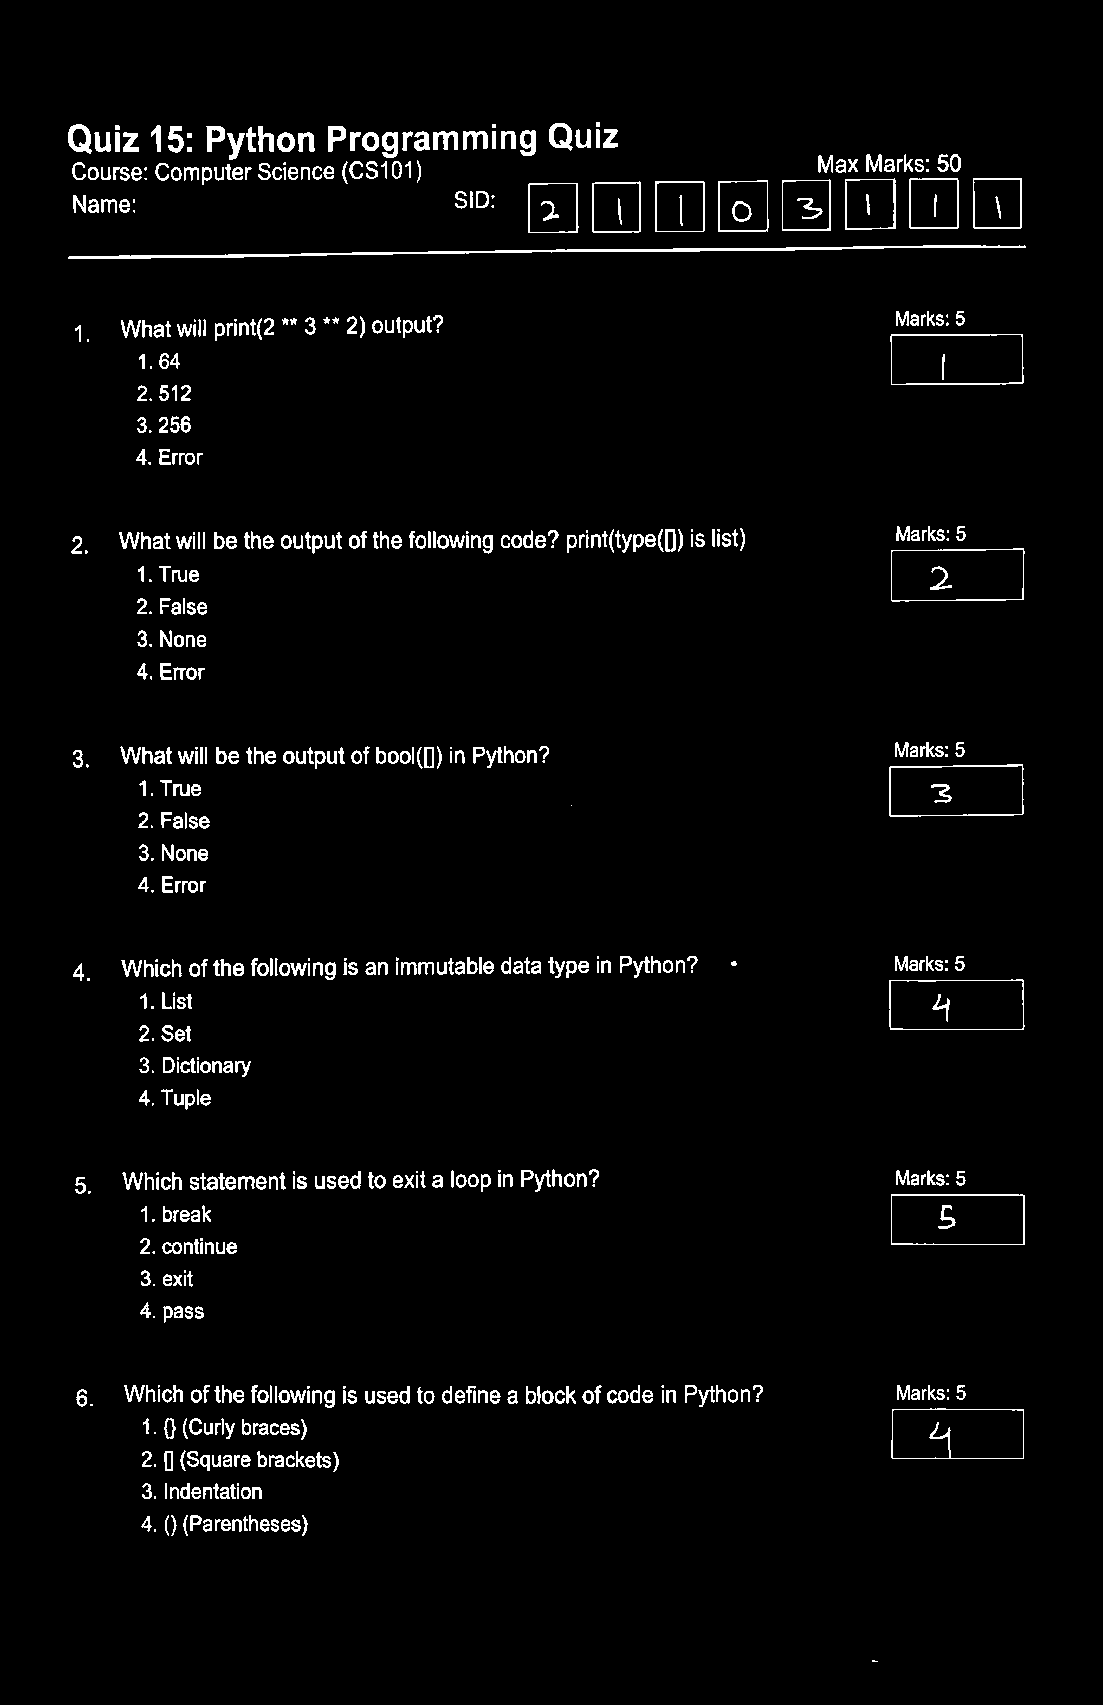 Quiz 15: Python Programming Quiz
Course: Computer Science (CS101)
Max Marks: 50
Name:
SID: 2 1 1 0 3 1 1 1
1. What will print(2 ** 3 ** 2) output?
Marks: 5
1
1. 64
2. 512
3. 256
4. Error
2. What will be the output of the following code? print(type([]) is list)
Marks: 5
2
1. True
2. False
3. None
4. Error
3. What will be the output of bool([]) in Python?
Marks: 5
3
1. True
2. False
3. None
4. Error
4. Which of the following is an immutable data type in Python?
Marks: 5
4
1. List
2. Set
3. Dictionary
4. Tuple
5. Which statement is used to exit a loop in Python?
Marks: 5
5
1. break
2. continue
3. exit
4. pass
6. Which of the following is used to define a block of code in Python?
Marks: 5
4
1. {} (Curly braces)
2. [] (Square brackets)
3. Indentation
4. () (Parentheses)